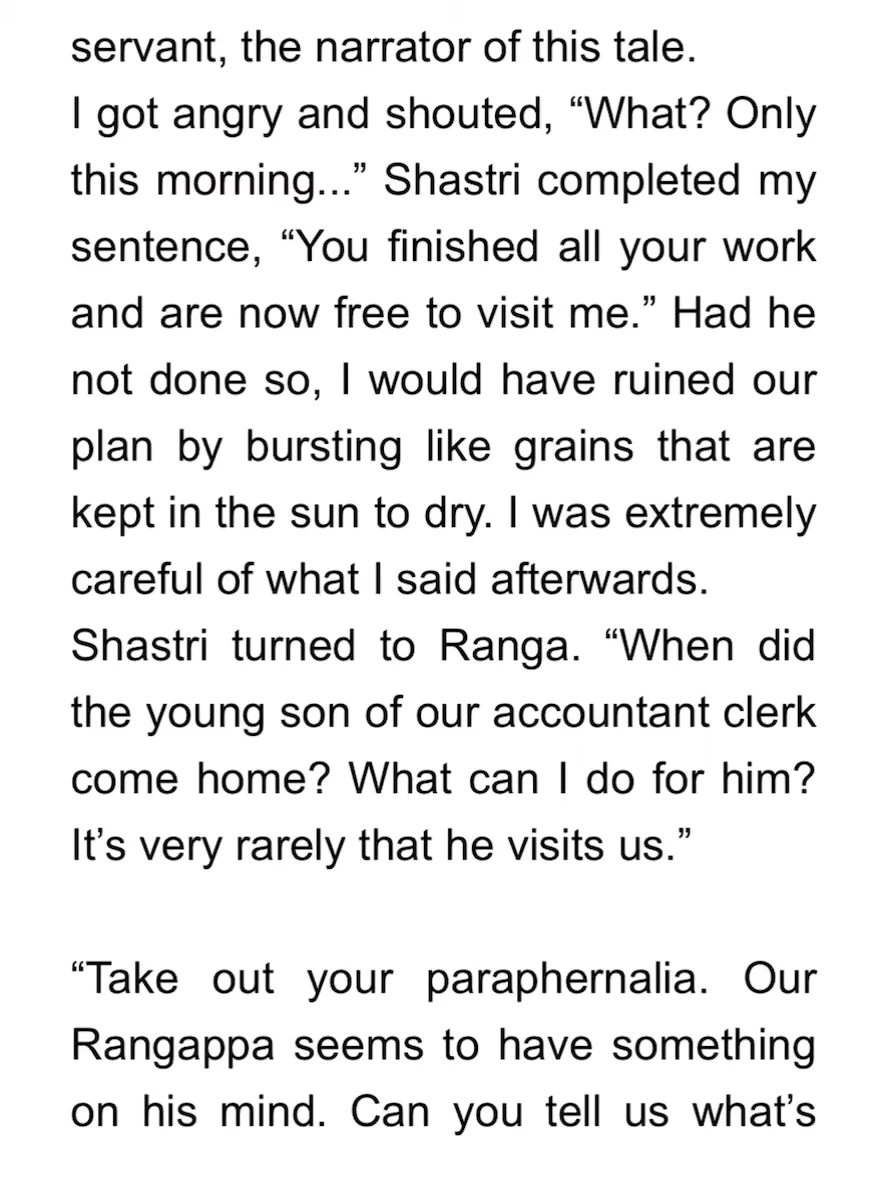 servant, the narrator of this tale.
I got angry and shouted, “What? Only
this morning...” Shastri completed my
sentence, “You finished all your work
and are now free to visit me.” Had he
not done so, I would have ruined our
plan by bursting like grains that are
kept in the sun to dry. I was extremely
careful of what I said afterwards.
Shastri turned to Ranga. “When did
the young son of our accountant clerk
come home? What can I do for him?
It’s very rarely that he visits us.”
“Take out your paraphernalia. Our
Rangappa seems to have something
on his mind. Can you tell us what’s